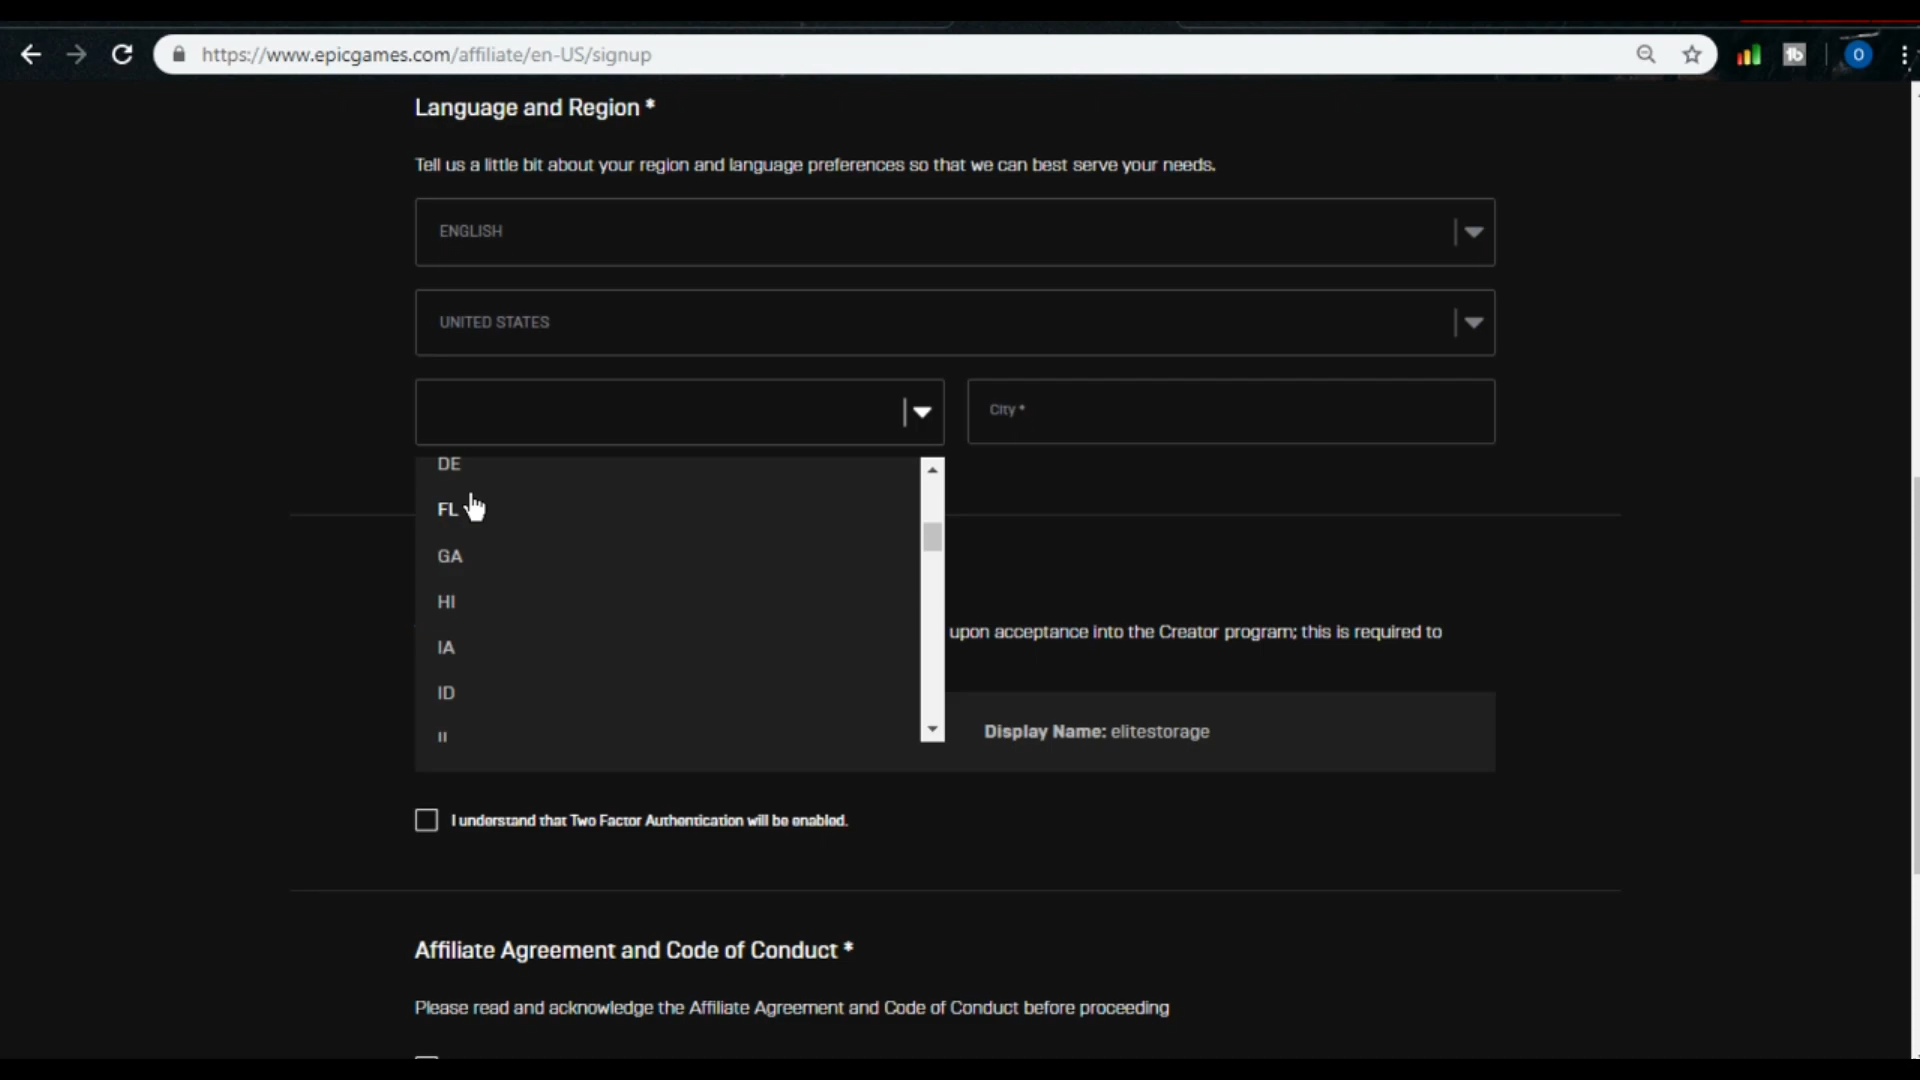 https://www.epicgames.com/affiliate/en-US/signup
Language and Region *
Tell us a little bit about your region and language preferences so that we can best serve your needs.
ENGLISH
UNITED STATES
City *
DE
FL
GA
HI
IA
ID
upon acceptance into the Creator program; this is required to
Display Name: elitestorage
I understand that Two Factor Authentication will be enabled.
Affiliate Agreement and Code of Conduct *
Please read and acknowledge the Affiliate Agreement and Code of Conduct before proceeding